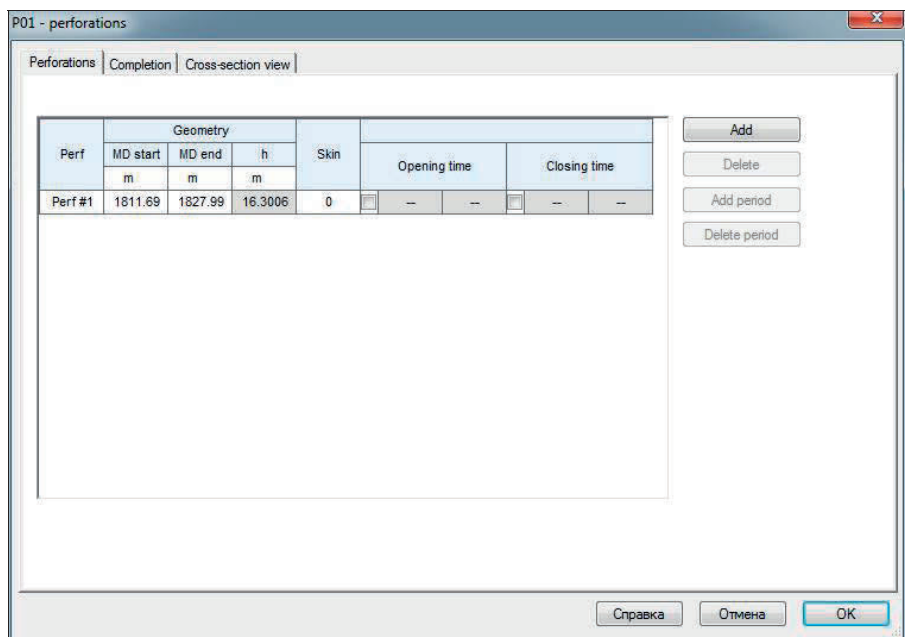 P01 - perforations
Perforations Completion Cross-section view
Perf Geometry Skin Opening time Closing time
MD start MD end h
m m m
Perf #1 1811.69 1827.99 16.3006 0 -- -- -- --
Add
Delete
Add period
Delete period
Справка Отмена OK